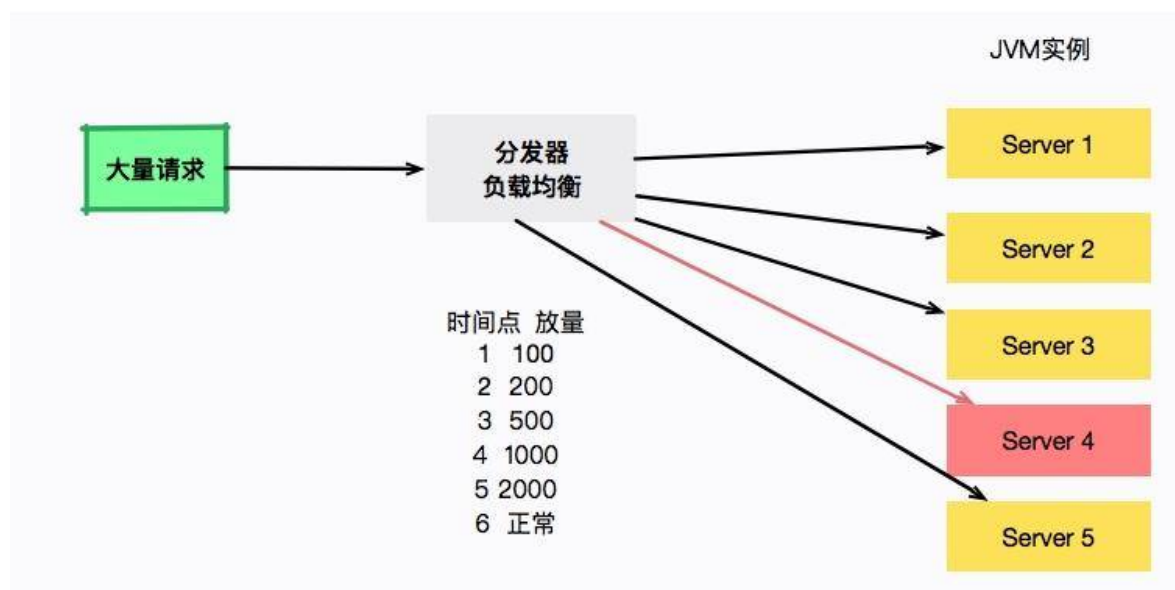 JVM实例
大量请求
分发器
负载均衡
Server 1
Server 2
Server 3
Server 4
Server 5
时间点 放量
1 100
2 200
3 500
4 1000
5 2000
6 正常